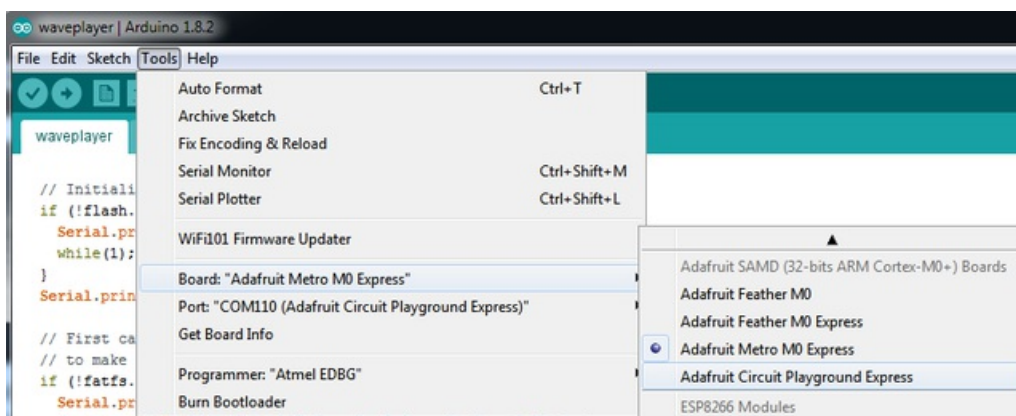 waveplayer | Arduino 1.8.2
File Edit Sketch Tools Help
waveplayer
Auto Format Ctrl+T
Archive Sketch
Fix Encoding & Reload
Serial Monitor Ctrl+Shift+M
Serial Plotter Ctrl+Shift+L
WiFi101 Firmware Updater
Board: "Adafruit Metro M0 Express"
Port: "COM110 (Adafruit Circuit Playground Express)"
Get Board Info
Programmer: "Atmel EDBG"
Burn Bootloader
// Initiali
if (!flash.
Serial.pr
while(1);
}
Serial.prin
// First ca
// to make
if (!fatfs.
Serial.pr
Adafruit SAMD (32-bits ARM Cortex-M0+) Boards
Adafruit Feather M0
Adafruit Feather M0 Express
Adafruit Metro M0 Express
Adafruit Circuit Playground Express
ESP8266 Modules